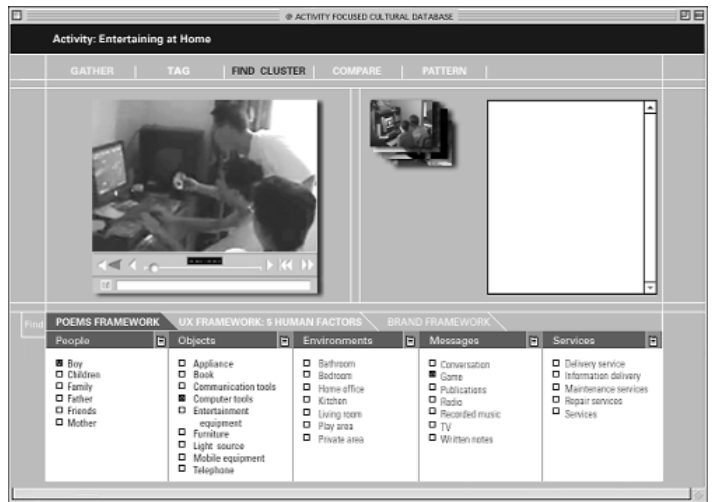 @ ACTIVITY FOCUSED CULTURAL DATABASE
Activity: Entertaining at Home
GATHER
TAG
FIND CLUSTER
COMPARE
PATTERN
Find
POEMS FRAMEWORK
UX FRAMEWORK: 5 HUMAN FACTORS
BRAND FRAMEWORK
People
Boy
Children
Family
Father
Friends
Mother
Objects
Appliance
Book
Communication tools
Computer tools
Entertainment
equipment
Furniture
Light source
Mobile equipment
Telephone
Environments
Bathroom
Bedroom
Home office
Kitchen
Living room
Play area
Private area
Messages
Conversation
Game
Publications
Radio
Recorded music
TV
Written notes
Services
Delivery service
Information delivery
Maintenance services
Repair services
Services